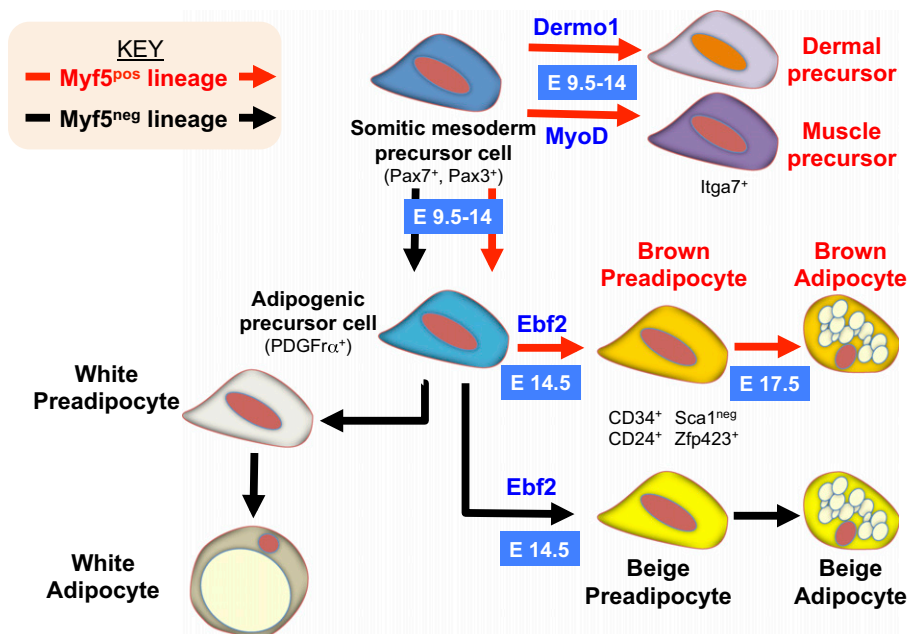 KEY
Myf5pos lineage
Myf5neg lineage
Dermo1
E 9.5-14
MyoD
Dermal
precursor
Muscle
precursor
Itga7+
Somitic mesoderm
precursor cell
(Pax7+, Pax3+)
E 9.5-14
Adipogenic
precursor cell
(PDGFrα+)
Ebf2
E 14.5
Brown
Preadipocyte
E 17.5
Brown
Adipocyte
CD34+ Sca1neg
CD24+ Zfp423+
White
Preadipocyte
Ebf2
E 14.5
Beige
Preadipocyte
Beige
Adipocyte
White
Adipocyte